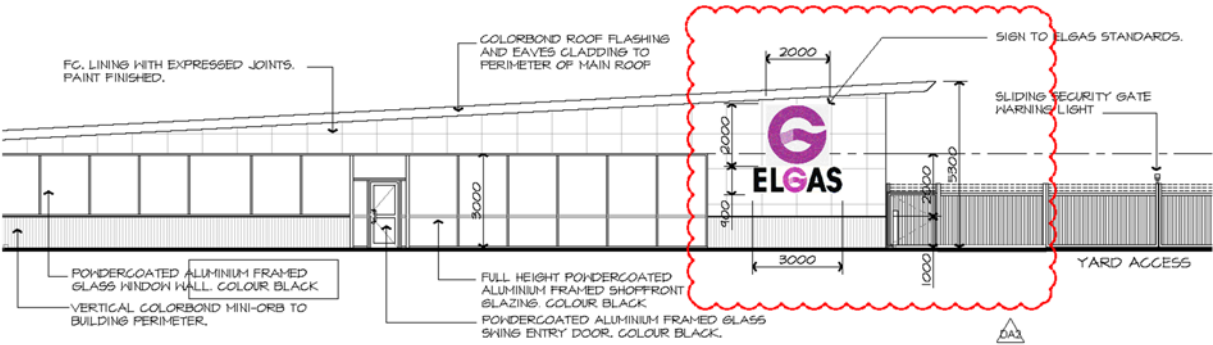 COLORBOND ROOF FLASHING
AND EAVES CLADDING TO
PERIMETER OF MAIN ROOF
2000
SIGN TO ELGAS STANDARDS.
FC. LINING WITH EXPRESSED JOINTS.
PAINT FINISHED.
SLIDING SECURITY GATE
WARNING LIGHT
2000
5300
ELGAS
3000
900
2000
3000
1000
YARD ACCESS
POWDERCOATED ALUMINIUM FRAMED
GLASS WINDOW WALL. COLOUR BLACK
VERTICAL COLORBOND MINI-ORB TO
BUILDING PERIMETER.
FULL HEIGHT POWDERCOATED
ALUMINIUM FRAMED SHOPFRONT
GLAZING. COLOUR BLACK
POWDERCOATED ALUMINIUM FRAMED GLASS
SWING ENTRY DOOR. COLOUR BLACK.
DA2